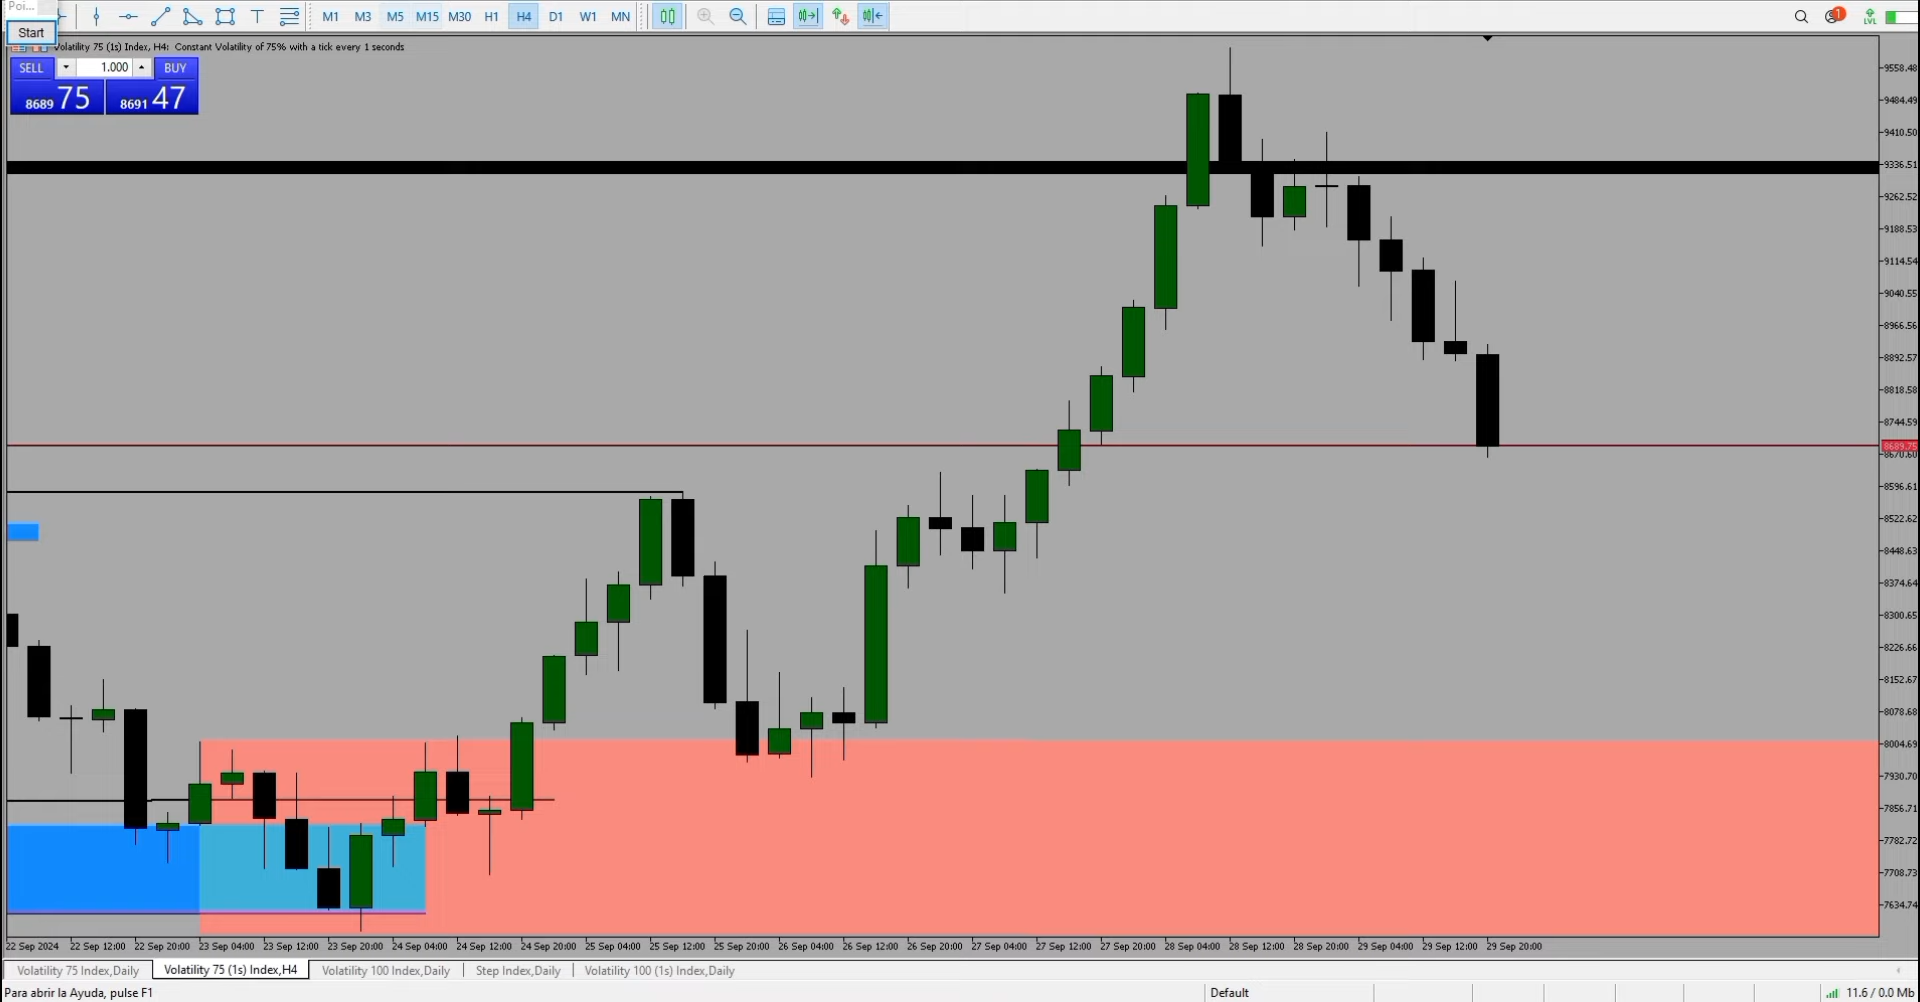 Poi...
Start
M1 M3 M5 M15 M30 H1 H4 D1 W1 MN
1
LVL
Volatility 75 (1s) Index, H4: Constant Volatility of 75% with a tick every 1 seconds
SELL 1.000 BUY
8689 75 8691 47
9558.48
9484.49
9410.50
9336.51
9262.52
9188.53
9114.54
9040.55
8966.56
8892.57
8818.58
8744.59
8689.75
8670.60
8596.61
8522.62
8448.63
8374.64
8300.65
8226.66
8152.67
8078.68
8004.69
7930.70
7856.71
7782.72
7708.73
7634.74
22 Sep 2024 22 Sep 12:00 22 Sep 20:00 23 Sep 04:00 23 Sep 12:00 23 Sep 20:00 24 Sep 04:00 24 Sep 12:00 24 Sep 20:00 25 Sep 04:00 25 Sep 12:00 25 Sep 20:00 26 Sep 04:00 26 Sep 12:00 26 Sep 20:00 27 Sep 04:00 27 Sep 12:00 27 Sep 20:00 28 Sep 04:00 28 Sep 12:00 28 Sep 20:00 29 Sep 04:00 29 Sep 12:00 29 Sep 20:00
Volatility 75 Index,Daily Volatility 75 (1s) Index,H4 Volatility 100 Index,Daily Step Index,Daily Volatility 100 (1s) Index,Daily
Para abrir la Ayuda, pulse F1 Default 11.6 / 0.0 Mb